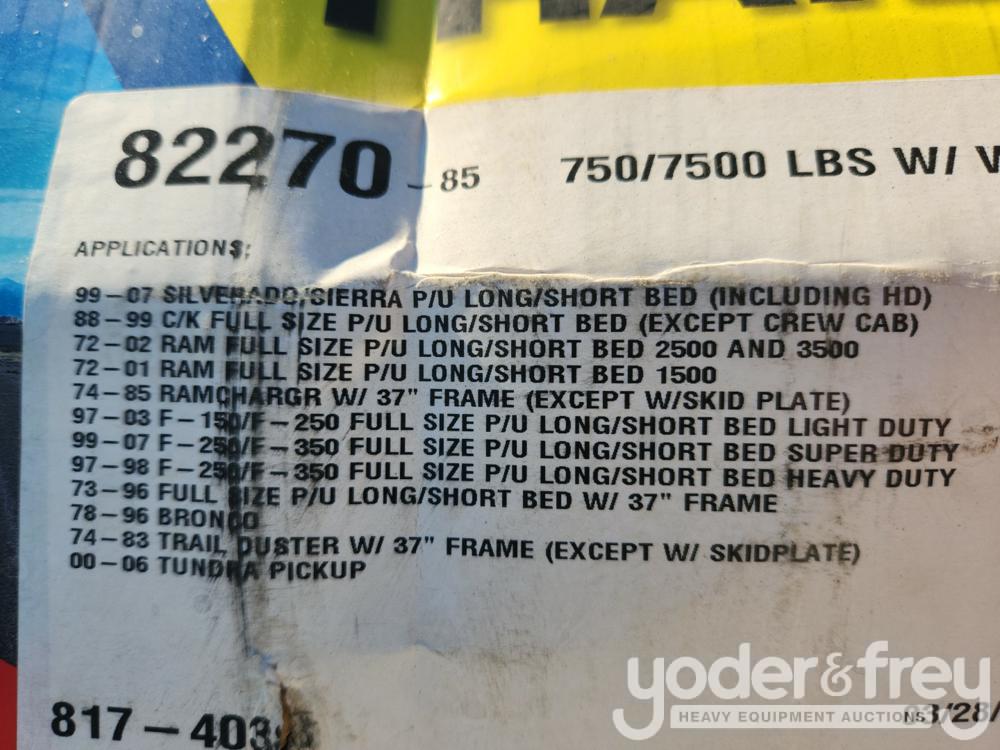 82270-85 750/7500 LBS W/
APPLICATIONS:
99-07 SILVERADO/SIERRA P/U LONG/SHORT BED (INCLUDING HD)
88-99 C/K FULL SIZE P/U LONG/SHORT BED (EXCEPT CREW CAB)
72-02 RAM FULL SIZE P/U LONG/SHORT BED 2500 AND 3500
72-01 RAM FULL SIZE P/U LONG/SHORT BED 1500
74-85 RAMCHARGR W/ 37" FRAME (EXCEPT W/SKID PLATE)
97-03 F-150/F-250 FULL SIZE P/U LONG/SHORT BED LIGHT DUTY
99-07 F-250/F-350 FULL SIZE P/U LONG/SHORT BED SUPER DUTY
97-98 F-250/F-350 FULL SIZE P/U LONG/SHORT BED HEAVY DUTY
73-96 FULL SIZE P/U LONG/SHORT BED W/ 37" FRAME
78-96 BRONCO
74-83 TRAIL DUSTER W/ 37" FRAME (EXCEPT W/ SKIDPLATE)
00-06 TUNDRA PICKUP
yoder&frey
HEAVY EQUIPMENT AUCTIONS